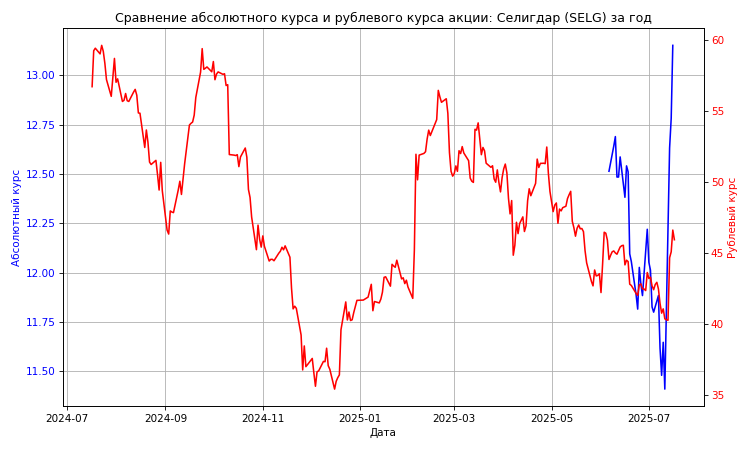 Сравнение абсолютного курса и рублевого курса акции: Селигдар (SELG) за год
Абсолютный курс
13.00
12.75
12.50
12.25
12.00
11.75
11.50
60
55
50
45
40
35
Рублевый курс
2024-07 2024-09 2024-11 2025-01 2025-03 2025-05 2025-07
Дата